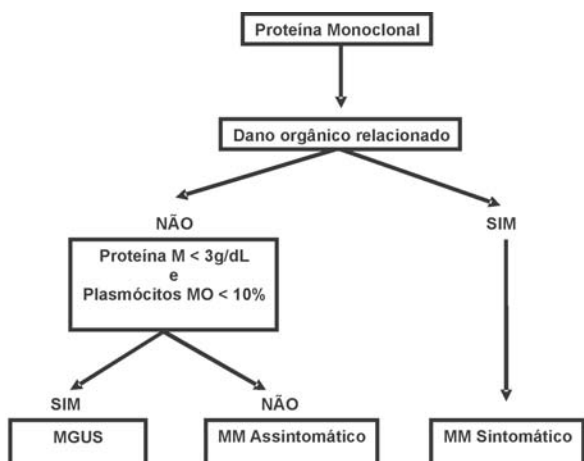 Proteína Monoclonal
Dano orgânico relacionado
NÃO
SIM
Proteína M < 3g/dL
e
Plasmócitos MO < 10%
SIM
NÃO
MGUS
MM Assintomático
MM Sintomático